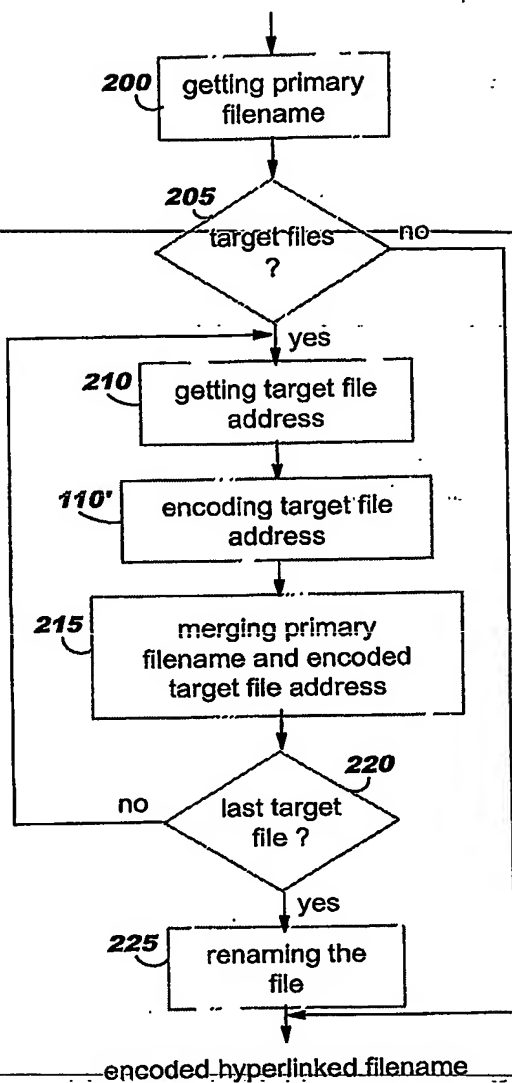 200
getting primary
filename
205
target files
?
no
yes
210
getting target file
address
110'
encoding target file
address
215
merging primary
filename and encoded
target file address
220
no
last target
file ?
yes
225
renaming the
file
encoded hyperlinked filename